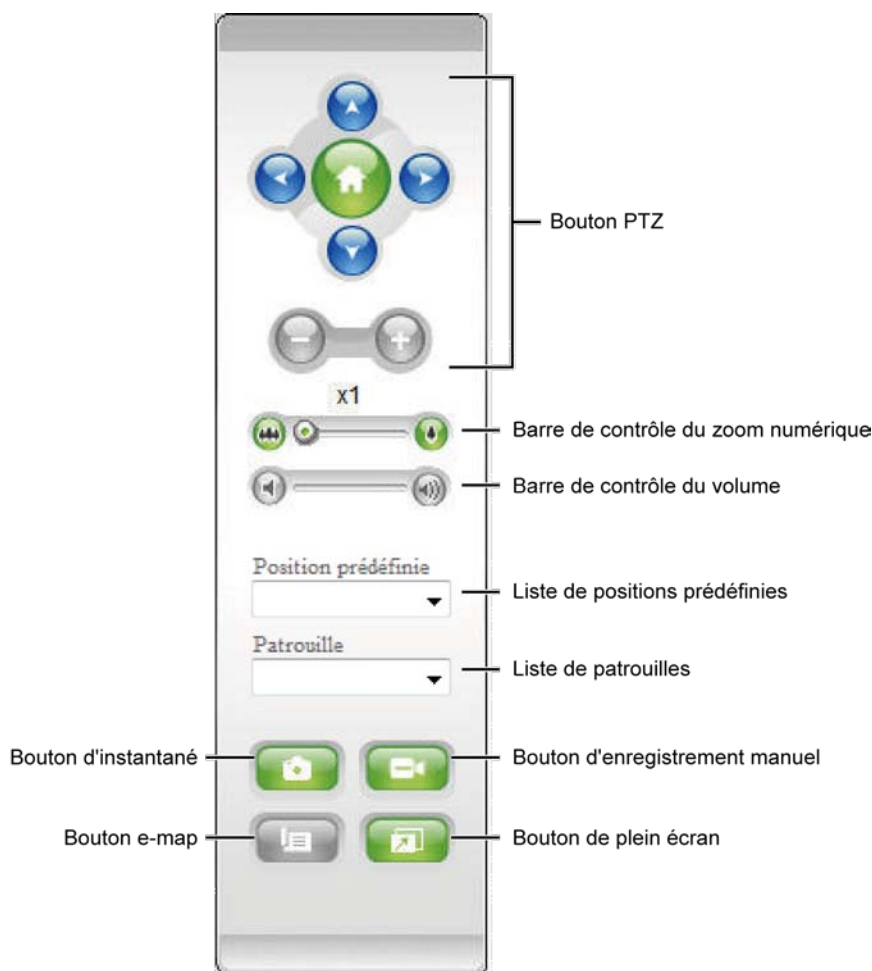 Bouton PTZ
x1
Barre de contrôle du zoom numérique
Barre de contrôle du volume
Position prédéfinie
Liste de positions prédéfinies
Patrouille
Liste de patrouilles
Bouton d'instantané
Bouton d'enregistrement manuel
Bouton e-map
Bouton de plein écran